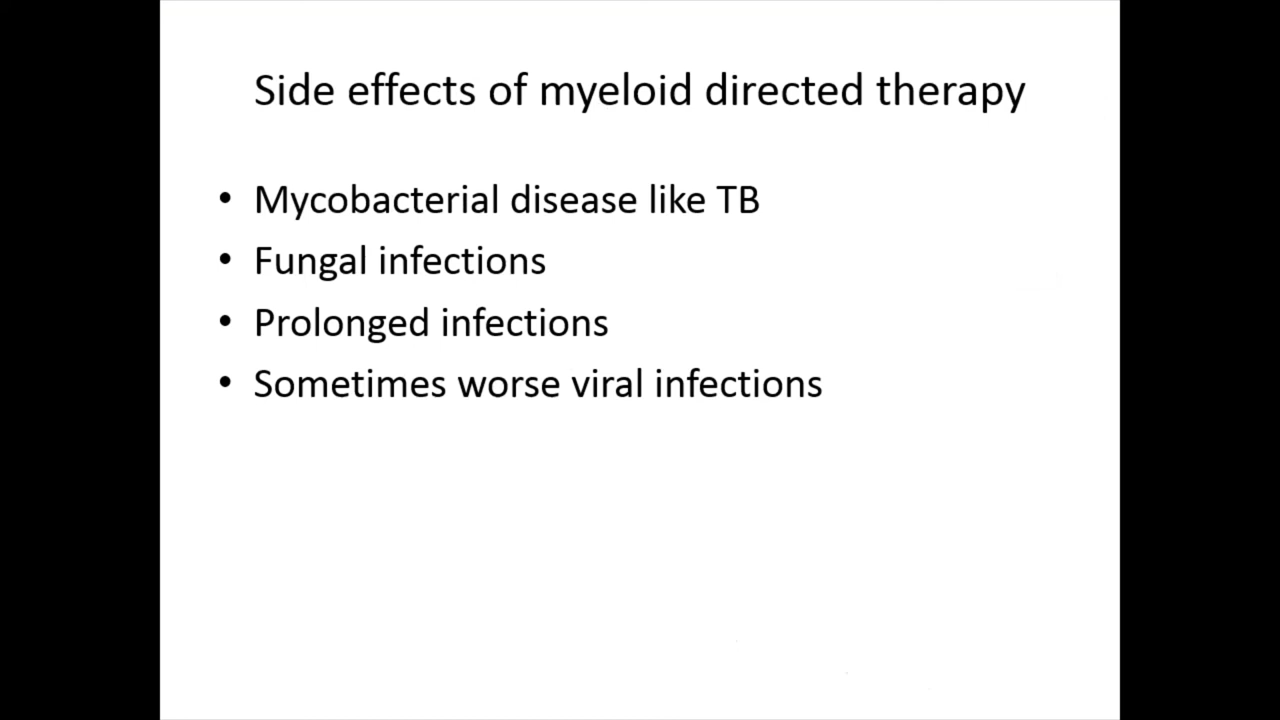 Side effects of myeloid directed therapy
• Mycobacterial disease like TB
• Fungal infections
• Prolonged infections
• Sometimes worse viral infections